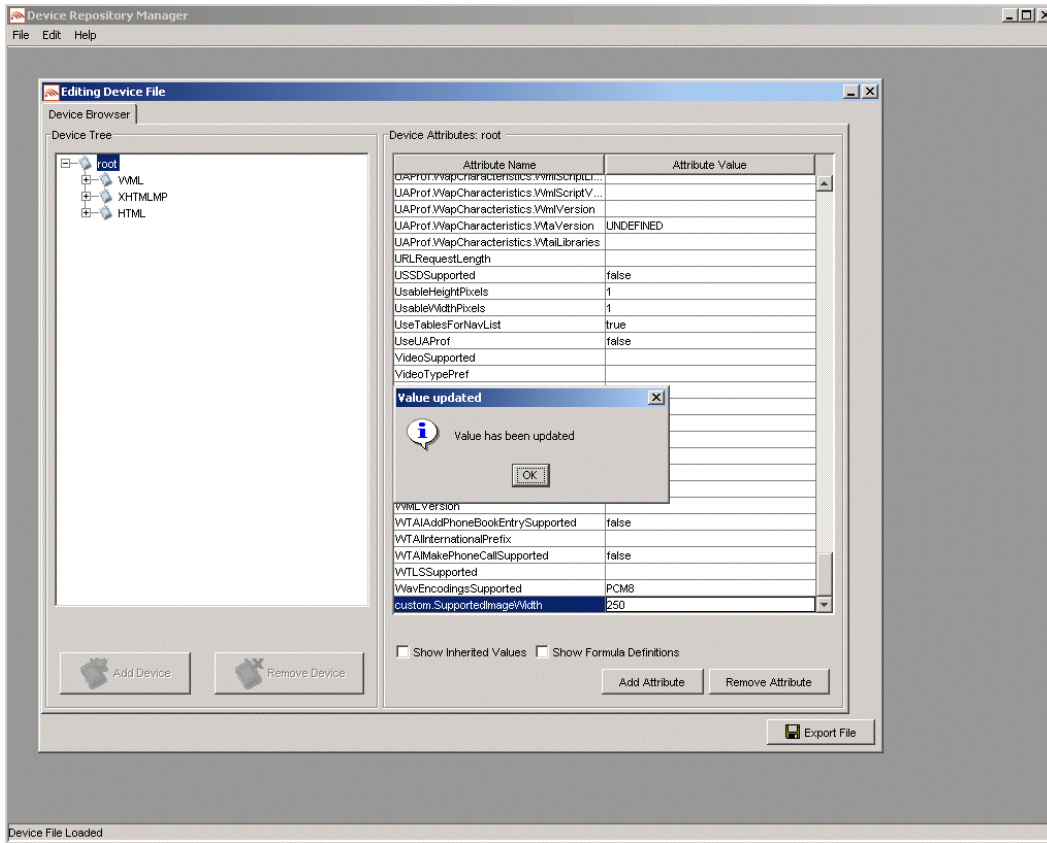 Device Repository Manager
File Edit Help
Editing Device File
Device Browser
Device Tree
root
WML
XHTMLMP
HTML
Add Device
Remove Device
Device Attributes: root
Attribute Name Attribute Value
UAProf.WapCharacteristics.WmlScriptLi...
UAProf.WapCharacteristics.WmlScriptV...
UAProf.WapCharacteristics.WmlVersion
UAProf.WapCharacteristics.WtaVersion UNDEFINED
UAProf.WapCharacteristics.WtaiLibraries
URLRequestLength
USSDSupported false
UsableHeightPixels 1
UsableWidthPixels 1
UseTablesForNavList true
UseUAProf false
VideoSupported
VideoTypePref
Value updated
Value has been updated
OK
WMLVersion
WTAIAddPhoneBookEntrySupported false
WTAIInternationalPrefix
WTAIMakePhoneCallSupported false
WTLSSupported
WavEncodingsSupported PCM8
custom.SupportedImageWidth 250
Show Inherited Values Show Formula Definitions
Add Attribute Remove Attribute
Export File
Device File Loaded